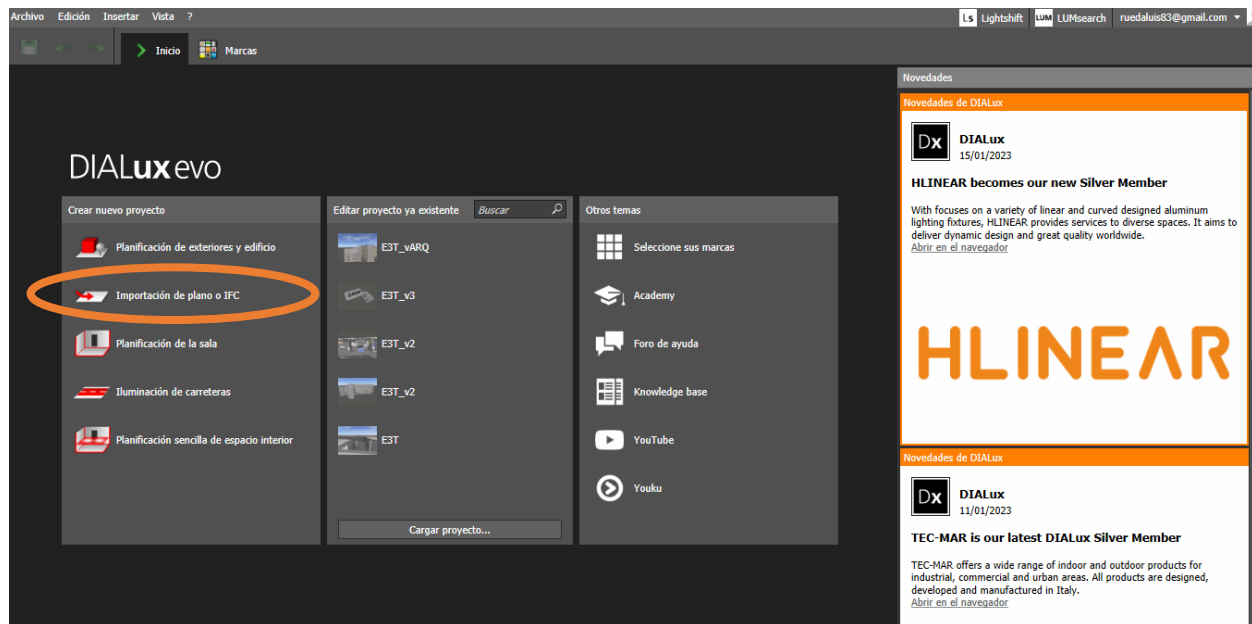 Archivo Edición Insertar Vista ?
Ls Lightshift LUM LUMsearch ruedaluis83@gmail.com
Inicio Marcas
DIALux evo
Crear nuevo proyecto
Planificación de exteriores y edificio
Importación de plano o IFC
Planificación de la sala
Iluminación de carreteras
Planificación sencilla de espacio interior
Editar proyecto ya existente Buscar
E3T_vARQ
E3T_v3
E3T_v2
E3T_v2
E3T
Cargar proyecto...
Otros temas
Seleccione sus marcas
Academy
Foro de ayuda
Knowledge base
YouTube
Youku
Novedades
Novedades de DIALux
Dx DIALux
15/01/2023
HLINEAR becomes our new Silver Member
With focuses on a variety of linear and curved designed aluminum
lighting fixtures, HLINEAR provides services to diverse spaces. It aims to
deliver dynamic design and great quality worldwide.
Abrir en el navegador
HLINEAR
Novedades de DIALux
Dx DIALux
11/01/2023
TEC-MAR is our latest DIALux Silver Member
TEC-MAR offers a wide range of indoor and outdoor products for
industrial, commercial and urban areas. All products are designed,
developed and manufactured in Italy.
Abrir en el navegador